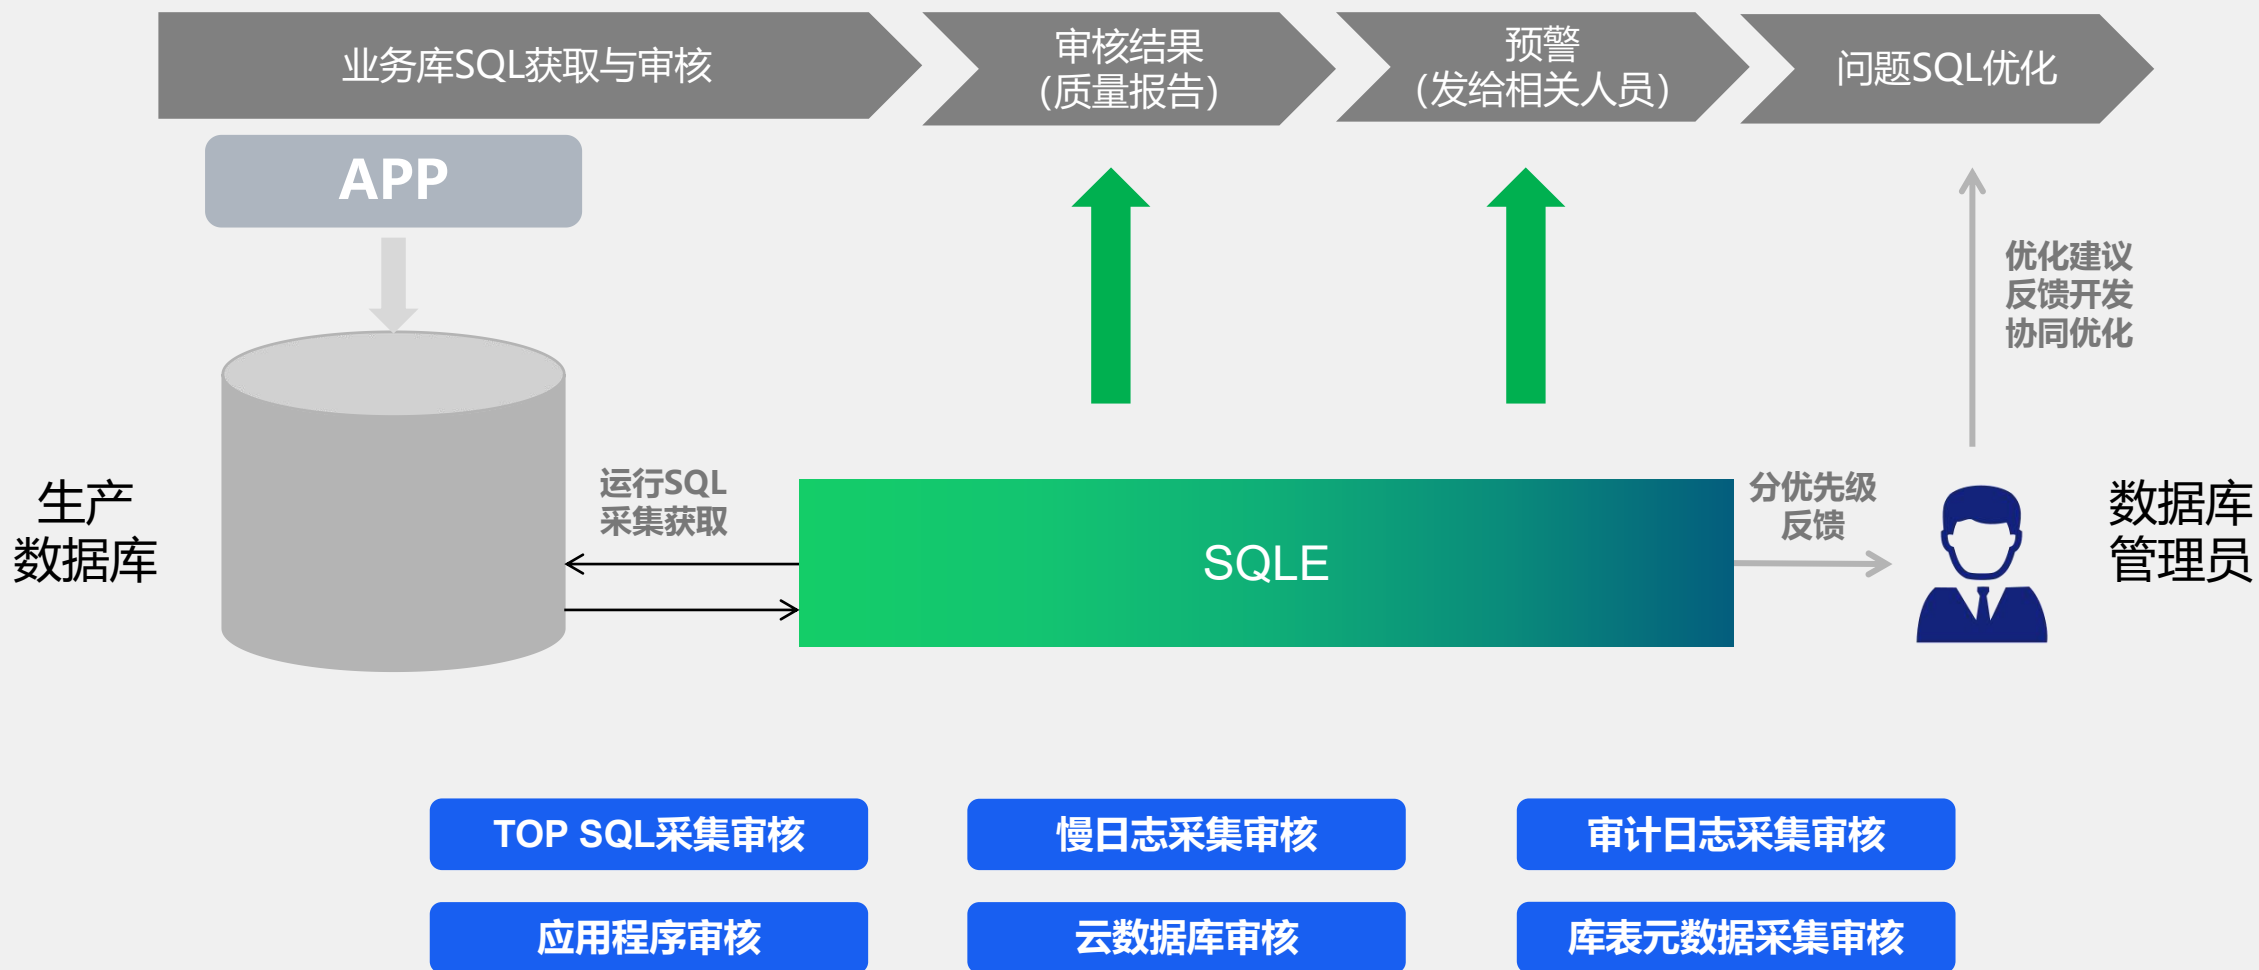 业务库SQL获取与审核
审核结果
（质量报告）
预警
（发给相关人员）
问题SQL优化
APP
优化建议
反馈开发
协同优化
生产
数据库
运行SQL
采集获取
SQLE
分优先级
反馈
数据库
管理员
TOP SQL采集审核
慢日志采集审核
审计日志采集审核
应用程序审核
云数据库审核
库表元数据采集审核